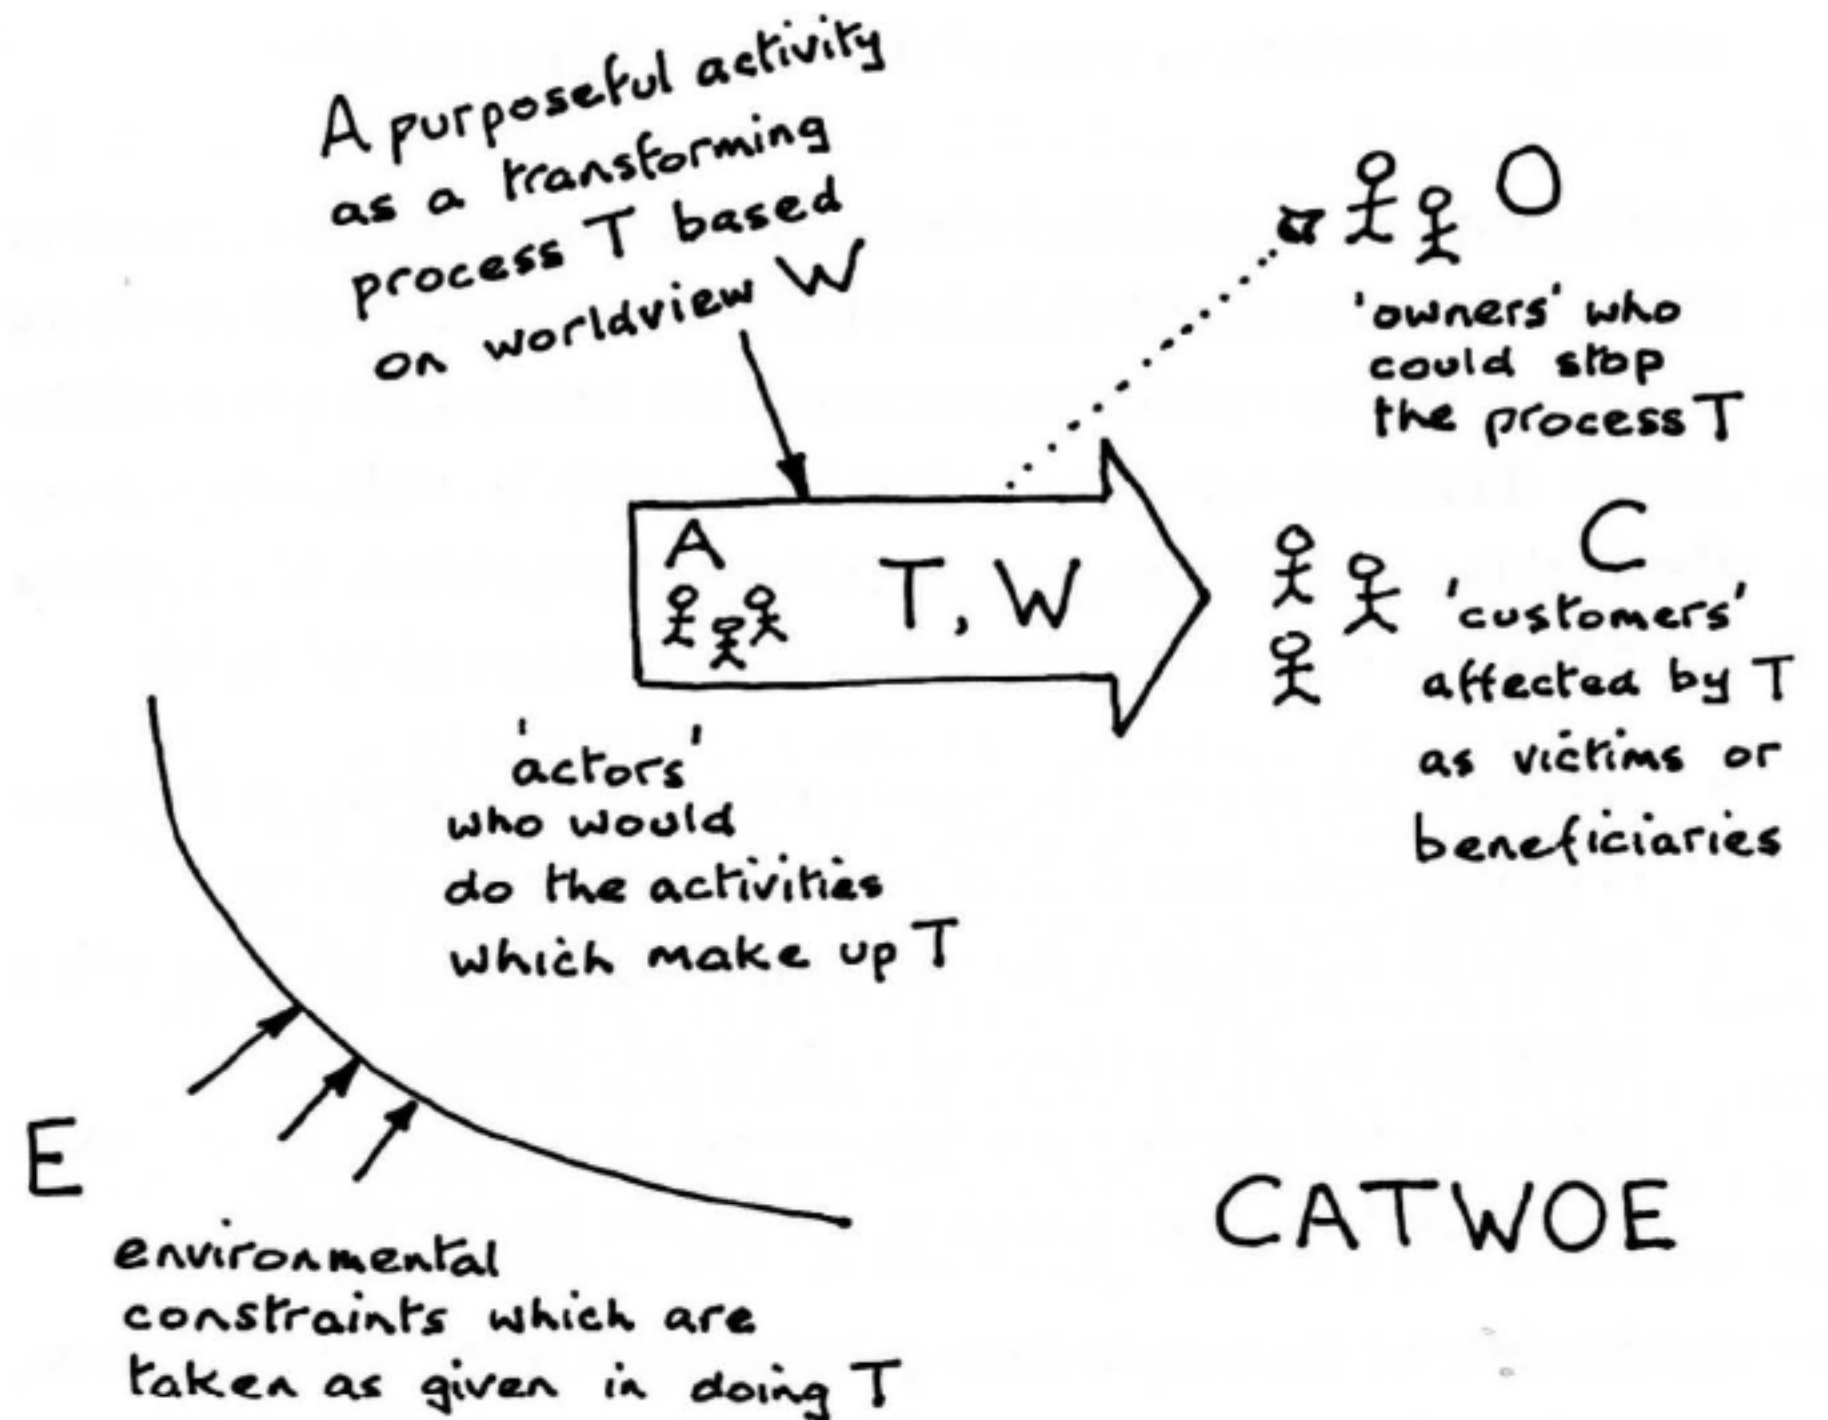 A purposeful activity
as a transforming
process T based
on worldview W
O
'owners' who
could stop
the process T
A
T, W
C
'customers'
affected by T
as victims or
beneficiaries
'actors'
who would
do the activities
which make up T
E
environmental
constraints which are
taken as given in doing T
CATWOE